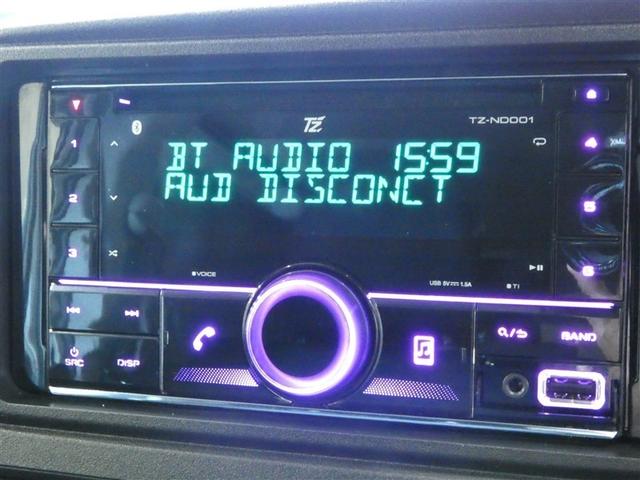 TZ
TZ-ND001
1
4
BT AUDIO 15:59
AUD DISCONCT
2
5
3
6
VOICE
USB 5V⎓1.5A
TI
SRC
DISP
BAND